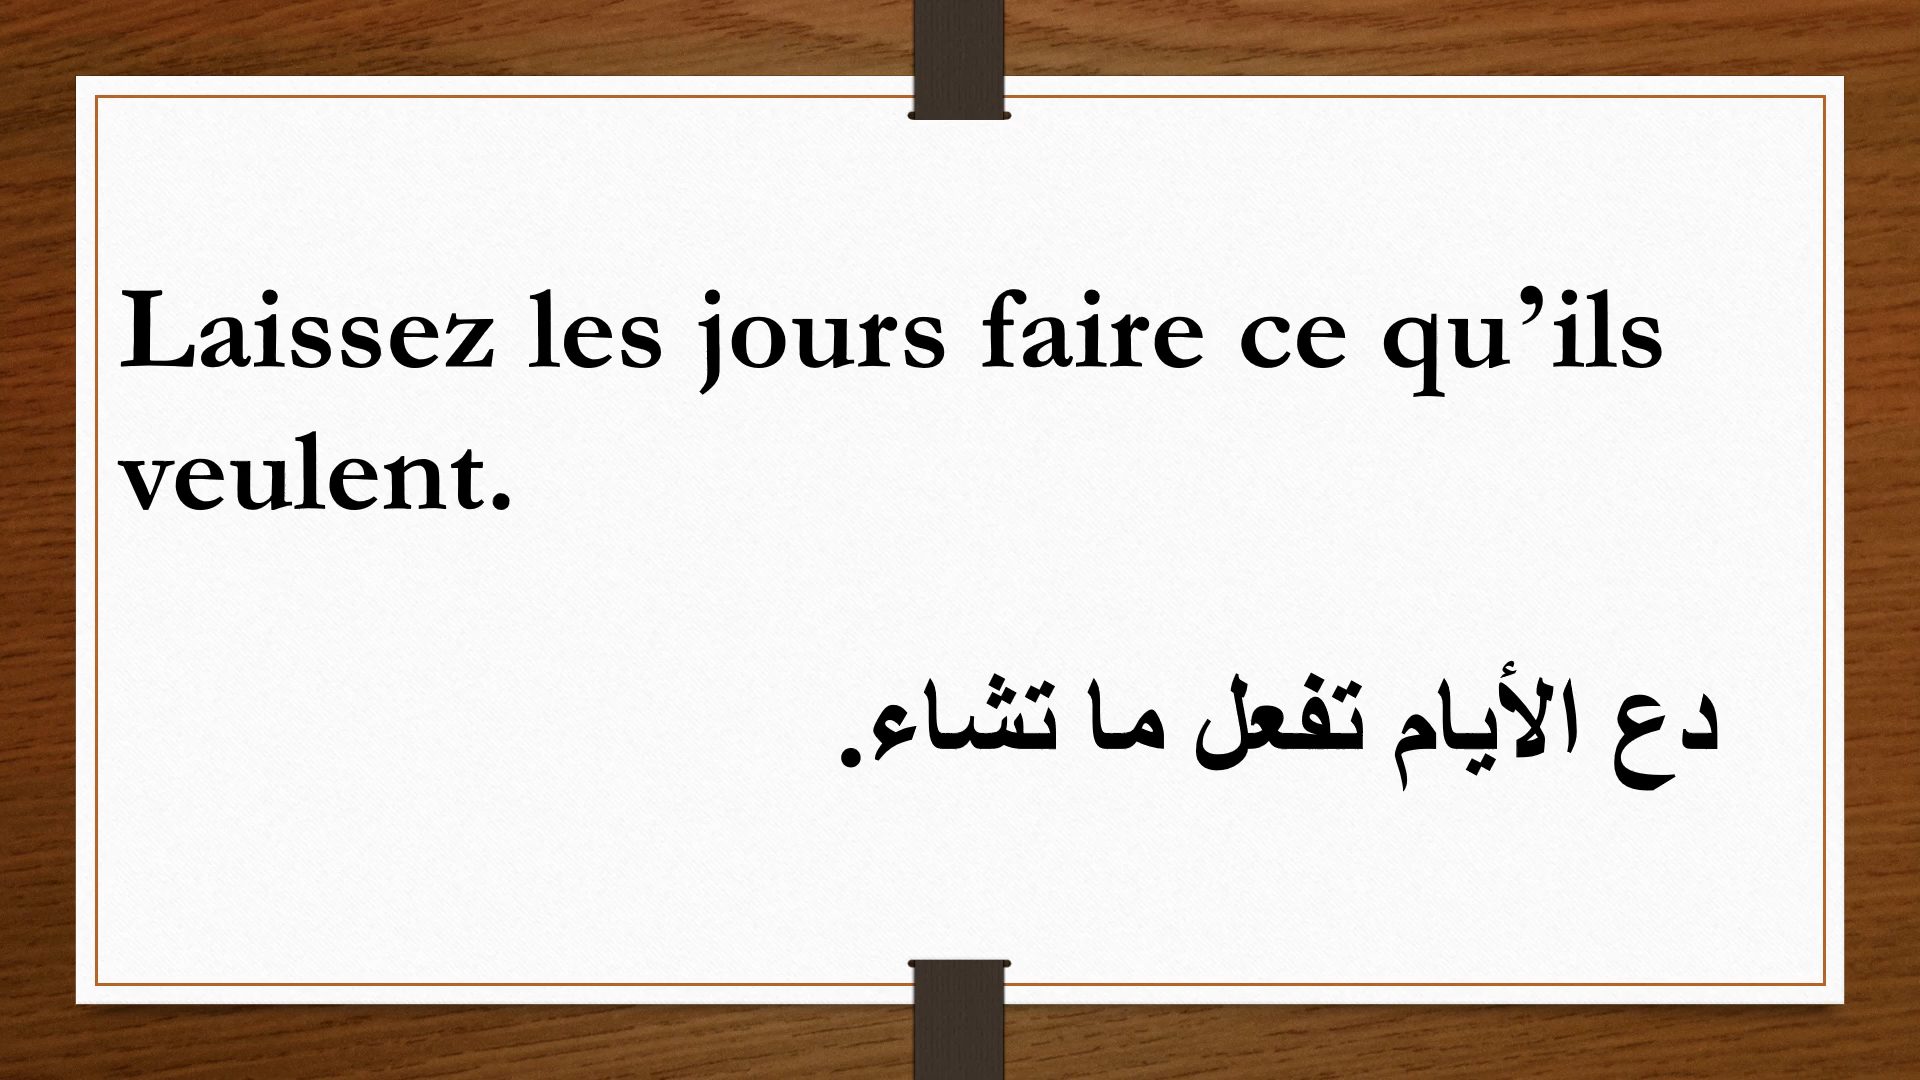 Laissez les jours faire ce qu’ils
veulent.
دع الأيام تفعل ما تشاء.